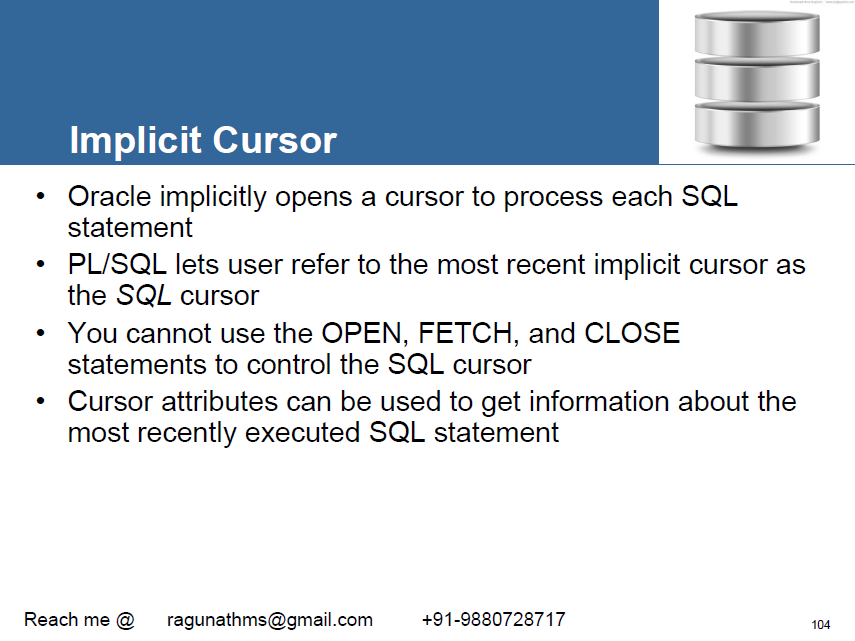 Implicit Cursor
• Oracle implicitly opens a cursor to process each SQL
statement
• PL/SQL lets user refer to the most recent implicit cursor as
the SQL cursor
• You cannot use the OPEN, FETCH, and CLOSE
statements to control the SQL cursor
• Cursor attributes can be used to get information about the
most recently executed SQL statement
Reach me @ ragunathms@gmail.com +91-9880728717
104